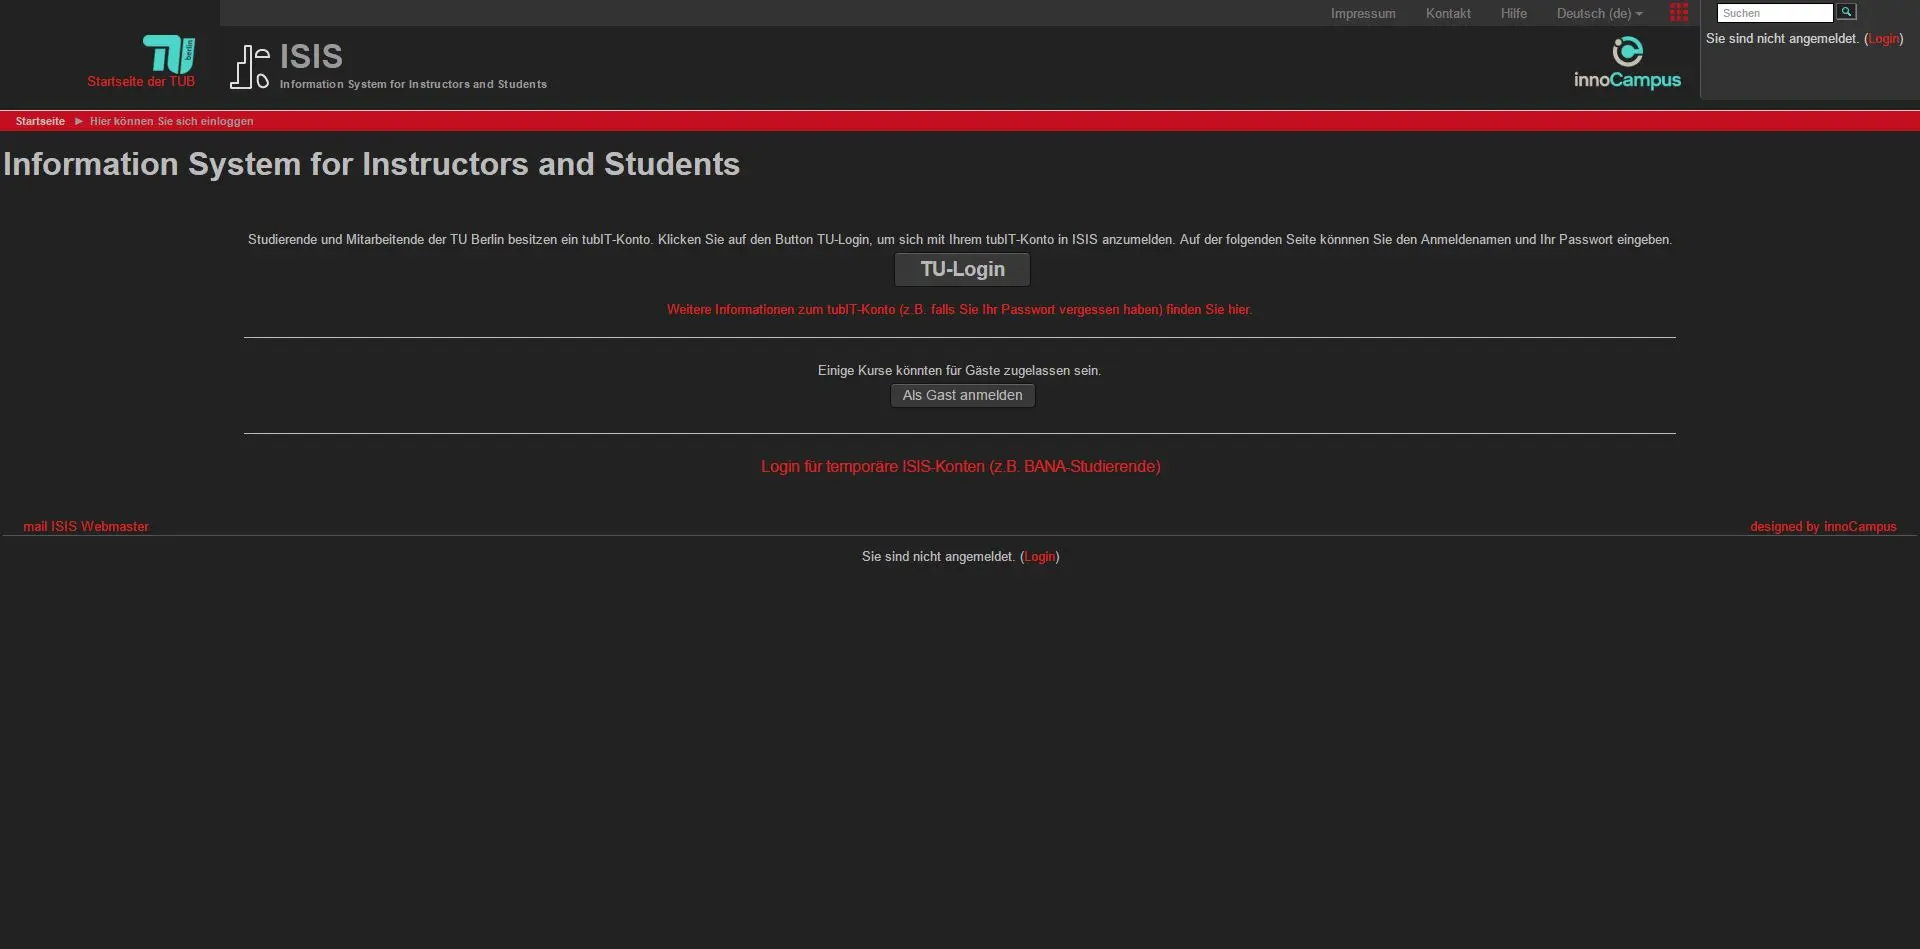 Impressum Kontakt Hilfe Deutsch (de)
Suchen
Sie sind nicht angemeldet. (Login)
TU berlin
Startseite der TUB
ISIS
Information System for Instructors and Students
innoCampus
Startseite ► Hier können Sie sich einloggen
Information System for Instructors and Students
Studierende und Mitarbeitende der TU Berlin besitzen ein tubIT-Konto. Klicken Sie auf den Button TU-Login, um sich mit Ihrem tubIT-Konto in ISIS anzumelden. Auf der folgenden Seite könnnen Sie den Anmeldenamen und Ihr Passwort eingeben.
TU-Login
Weitere Informationen zum tubIT-Konto (z.B. falls Sie Ihr Passwort vergessen haben) finden Sie hier.
Einige Kurse könnten für Gäste zugelassen sein.
Als Gast anmelden
Login für temporäre ISIS-Konten (z.B. BANA-Studierende)
mail ISIS Webmaster
designed by innoCampus
Sie sind nicht angemeldet. (Login)